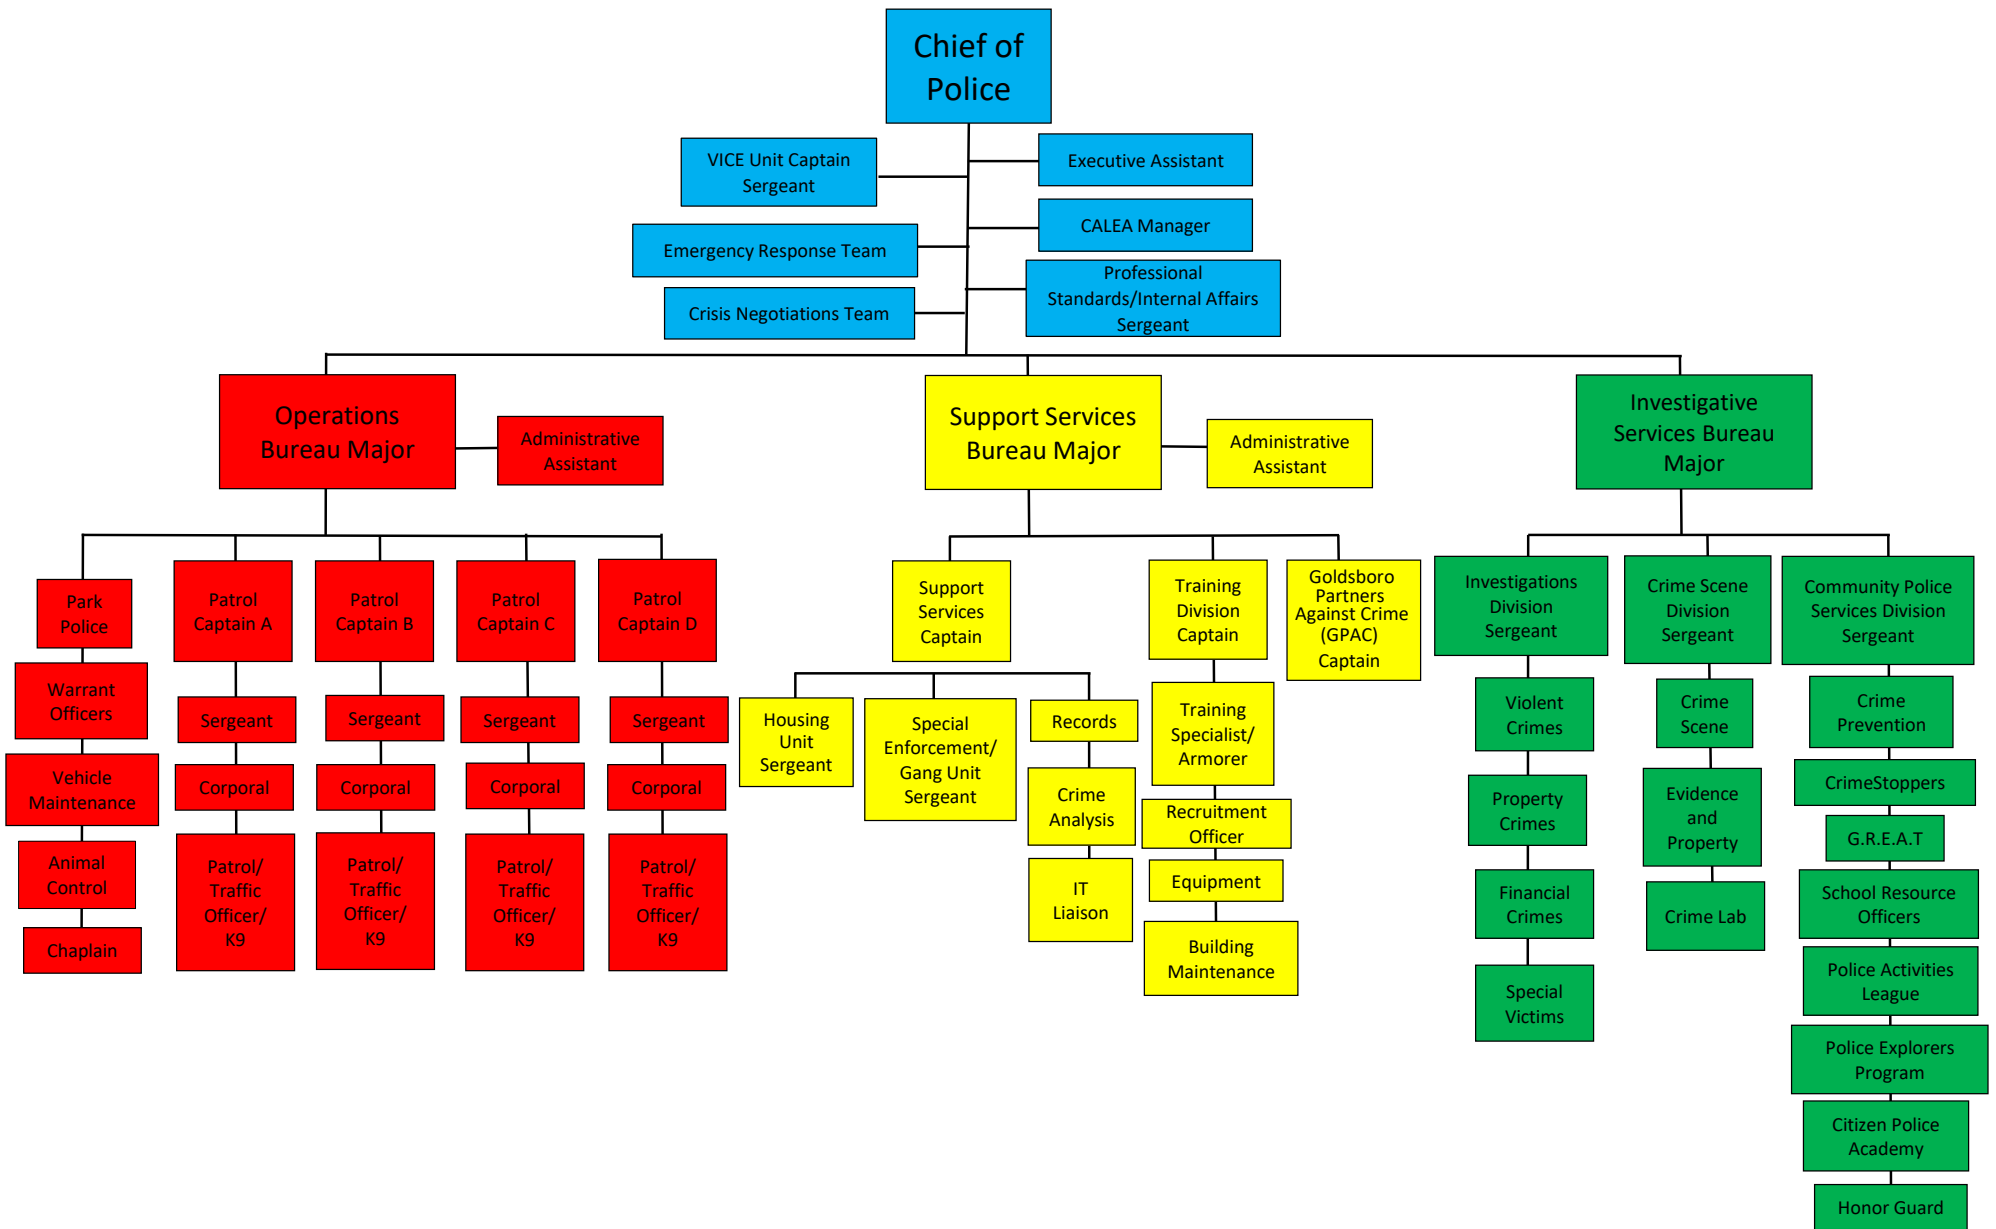 Chief of
Police
VICE Unit Captain
Sergeant
Executive Assistant
CALEA Manager
Emergency Response Team
Professional
Standards/Internal Affairs
Sergeant
Crisis Negotiations Team
Operations
Bureau Major
Administrative
Assistant
Support Services
Bureau Major
Administrative
Assistant
Investigative
Services Bureau
Major
Park
Police
Warrant
Officers
Vehicle
Maintenance
Animal
Control
Chaplain
Patrol
Captain A
Sergeant
Corporal
Patrol/
Traffic
Officer/
K9
Patrol
Captain B
Sergeant
Corporal
Patrol/
Traffic
Officer/
K9
Patrol
Captain C
Sergeant
Corporal
Patrol/
Traffic
Officer/
K9
Patrol
Captain D
Sergeant
Corporal
Patrol/
Traffic
Officer/
K9
Support
Services
Captain
Housing
Unit
Sergeant
Special
Enforcement/
Gang Unit
Sergeant
Records
Crime
Analysis
IT
Liaison
Training
Division
Captain
Training
Specialist/
Armorer
Recruitment
Officer
Equipment
Building
Maintenance
Goldsboro
Partners
Against Crime
(GPAC)
Captain
Investigations
Division
Sergeant
Violent
Crimes
Property
Crimes
Financial
Crimes
Special
Victims
Crime Scene
Division
Sergeant
Crime
Scene
Evidence
and
Property
Crime Lab
Community Police
Services Division
Sergeant
Crime
Prevention
CrimeStoppers
G.R.E.A.T
School Resource
Officers
Police Activities
League
Police Explorers
Program
Citizen Police
Academy
Honor Guard